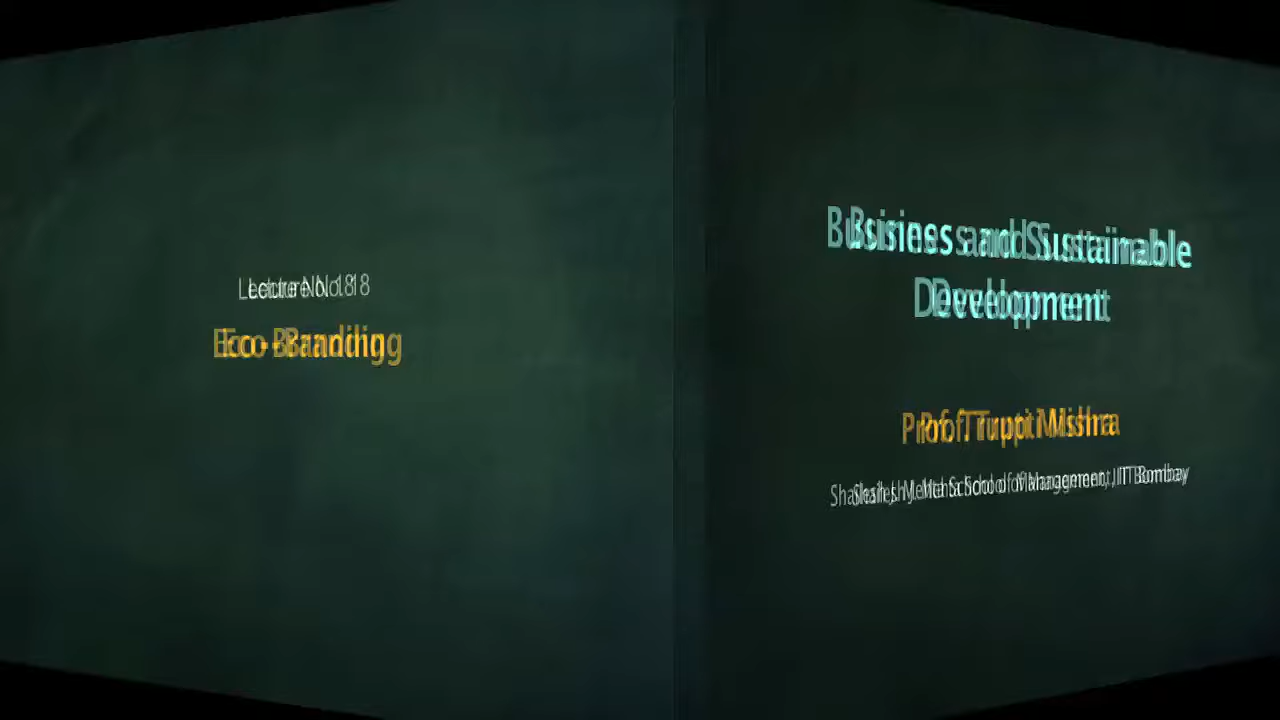 Lecture No. 18
Eco-Branding
Business and Sustainable
Development
Prof. Trupti Mishra
Shailesh J. Mehta School of Management, IIT Bombay